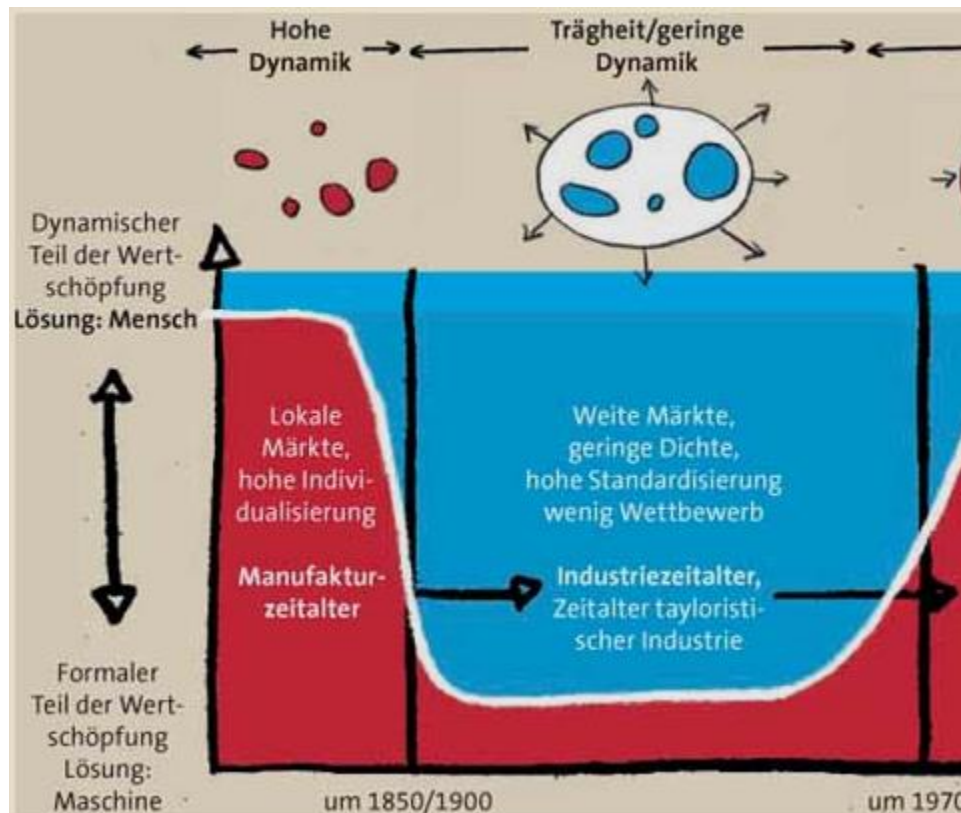 Hohe
Dynamik
Trägheit/geringe
Dynamik
Dynamischer
Teil der Wert-
schöpfung
Lösung: Mensch
Lokale
Märkte,
hohe Indivi-
dualisierung
Manufaktur-
zeitalter
Weite Märkte,
geringe Dichte,
hohe Standardisierung
wenig Wettbewerb
Industriezeitalter,
Zeitalter tayloristi-
scher Industrie
Formaler
Teil der Wert-
schöpfung
Lösung:
Maschine
um 1850/1900
um 1970